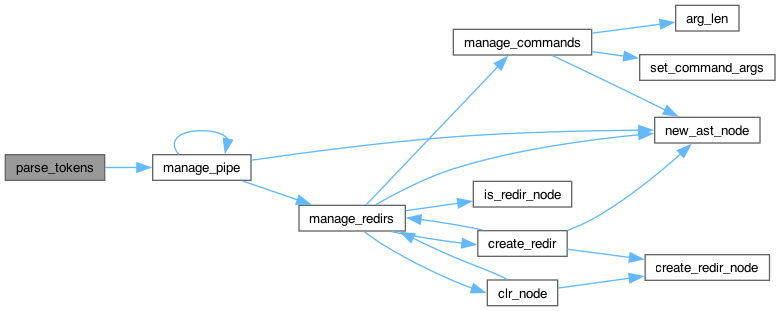 parse_tokens
manage_pipe
manage_redirs
manage_commands
arg_len
set_command_args
new_ast_node
is_redir_node
create_redir
create_redir_node
clr_node